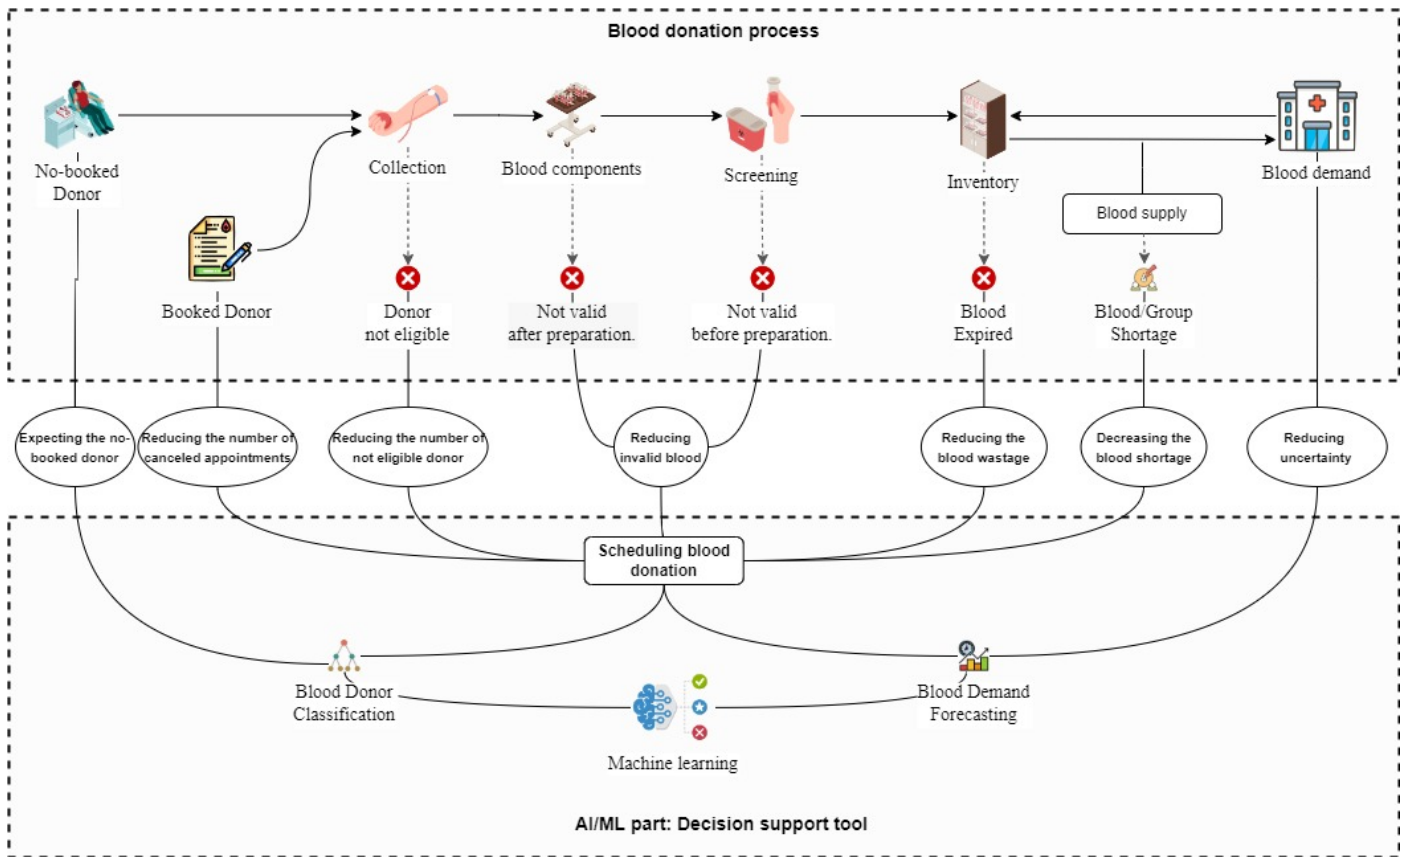 Blood donation process
No-booked
Donor
Collection
Blood components
Screening
Inventory
Blood demand
Blood supply
Booked Donor
Donor
not eligible
Not valid
after preparation.
Not valid
before preparation.
Blood
Expired
Blood/Group
Shortage
Expecting the no-
booked donor
Reducing the number of
canceled appointments
Reducing the number of
not eligible donor
Reducing
invalid blood
Reducing the
blood wastage
Decreasing the
blood shortage
Reducing
uncertainty
Scheduling blood
donation
Blood Donor
Classification
Blood Demand
Forecasting
Machine learning
AI/ML part: Decision support tool